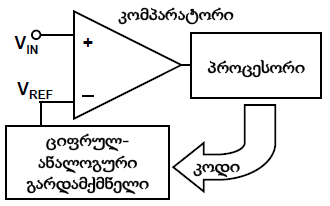 კომპარატორი
VIN
+
პროცესორი
VREF
–
ციფრულ-
ანალოგური
გარდამქმნელი
კოდი